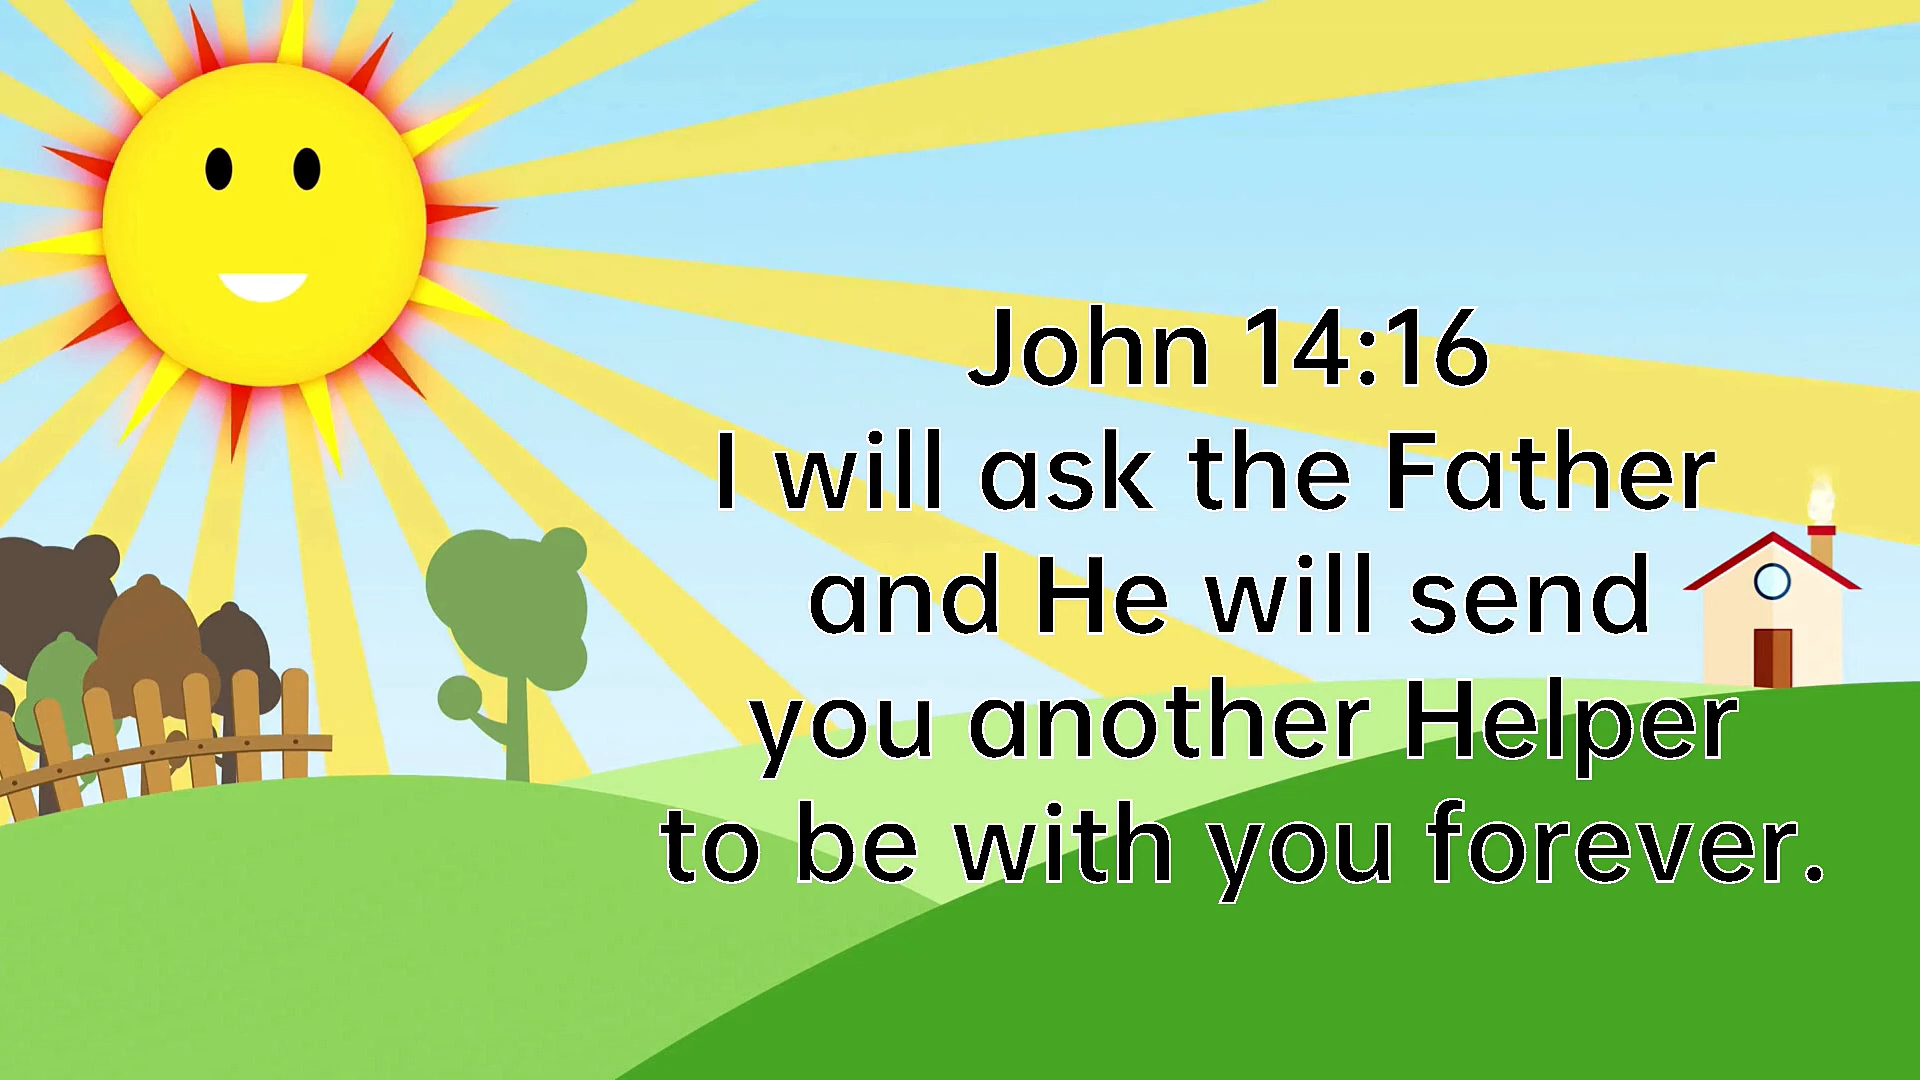 John 14:16
I will ask the Father
and He will send
you another Helper
to be with you forever.